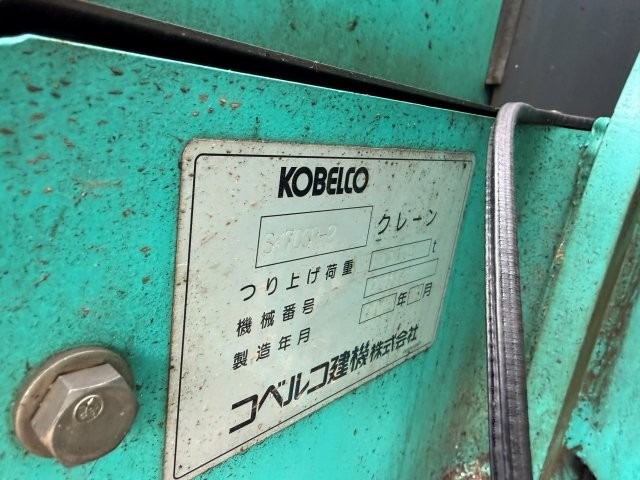 KOBELCO
クレーン
つり上げ荷重 t
機械番号
製造年月 年 月
コベルコ建機株式会社